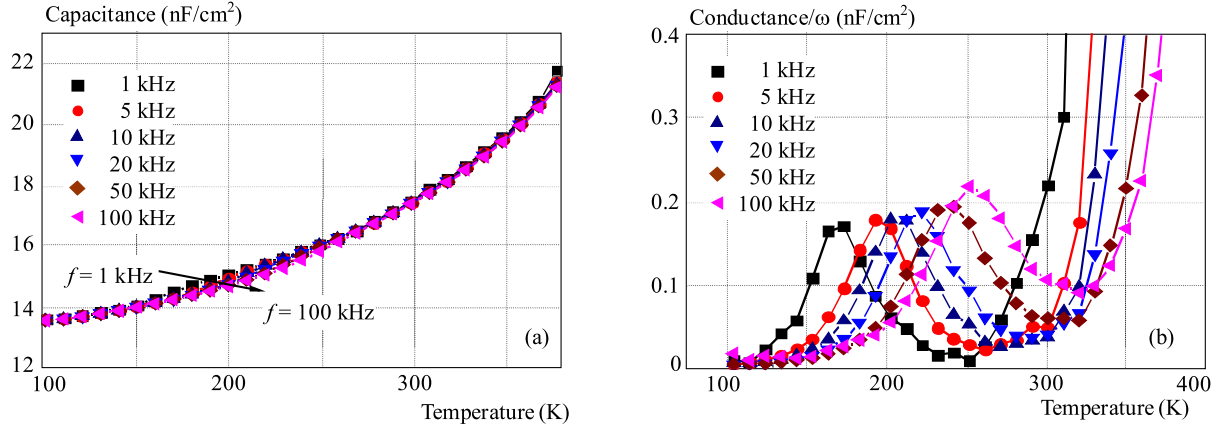 Capacitance (nF/cm²)
22
20
18
16
14
12
1 kHz
5 kHz
10 kHz
20 kHz
50 kHz
100 kHz
f = 1 kHz
f = 100 kHz
(a)
100 200 300
Temperature (K)
Conductance/ω (nF/cm²)
0.4
0.3
0.2
0.1
0
1 kHz
5 kHz
10 kHz
20 kHz
50 kHz
100 kHz
(b)
100 200 300 400
Temperature (K)